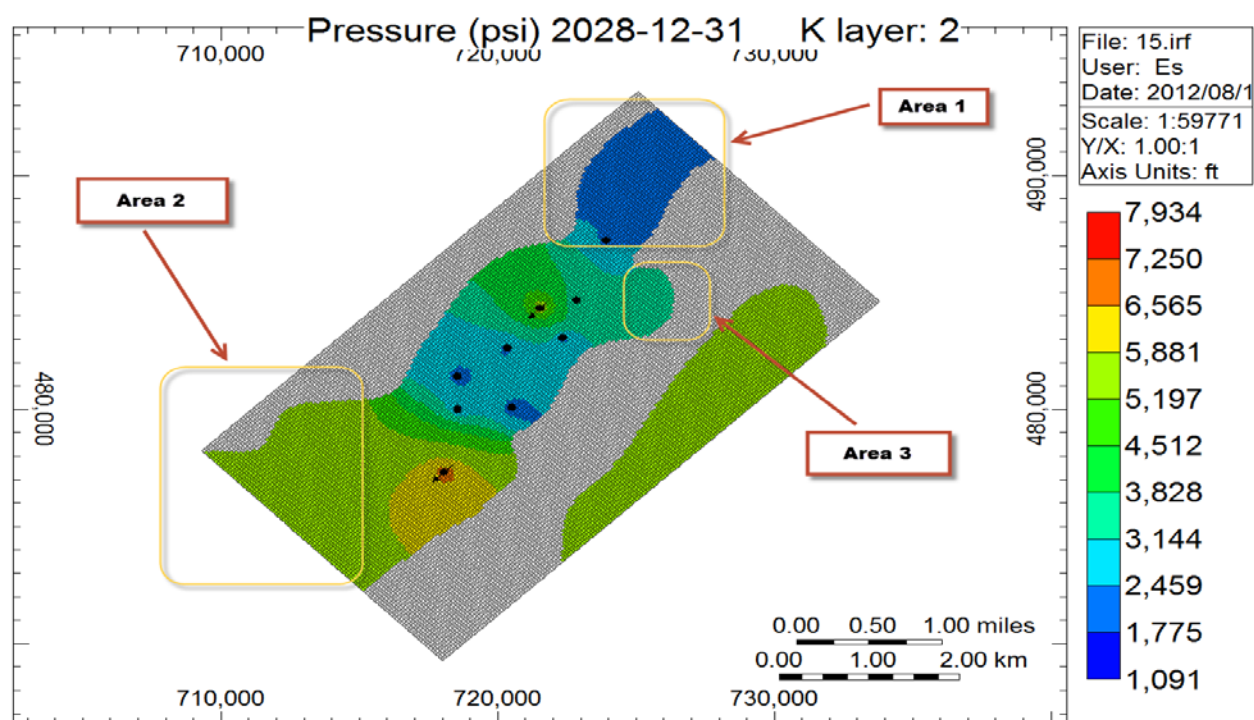 Pressure (psi) 2028-12-31 K layer: 2
710,000 720,000 730,000
File: 15.irf
User: Es
Date: 2012/08/1
Scale: 1:59771
Y/X: 1.00:1
Axis Units: ft
Area 1
Area 2
Area 3
490,000
480,000
480,000
7,934
7,250
6,565
5,881
5,197
4,512
3,828
3,144
2,459
1,775
1,091
0.00 0.50 1.00 miles
0.00 1.00 2.00 km
710,000 720,000 730,000